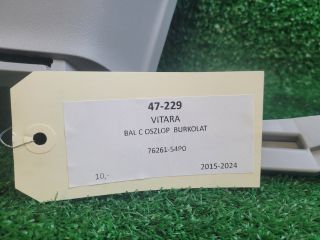 47-229
VITARA
BAL C OSZLOP BURKOLAT
76261-54P0
10,- 2015-2024